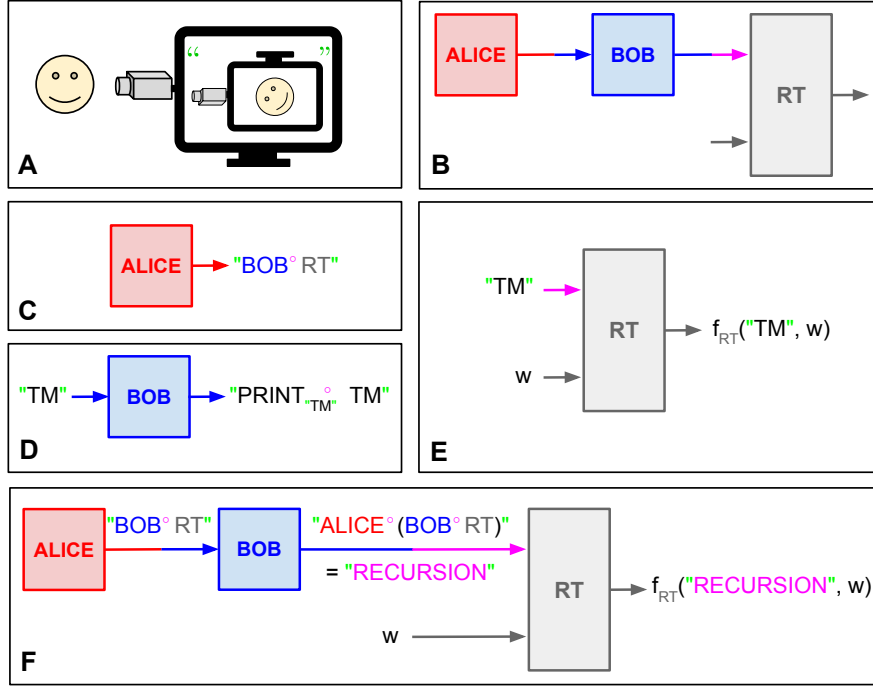 “ ”
A
ALICE BOB RT
B
ALICE "BOB° RT"
C
"TM" BOB "PRINT"TM"° TM"
D
"TM"
RT f_RT("TM", w)
w
E
"BOB° RT" "ALICE° (BOB° RT)"
ALICE BOB
= "RECURSION"
RT f_RT("RECURSION", w)
w
F